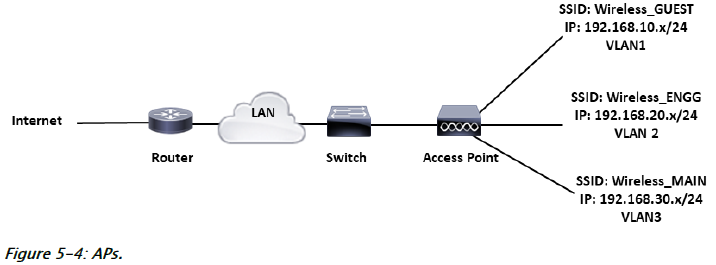 SSID: Wireless_GUEST
IP: 192.168.10.x/24
VLAN1
SSID: Wireless_ENGG
IP: 192.168.20.x/24
VLAN 2
LAN
Internet
Router
Switch
Access Point
SSID: Wireless_MAIN
IP: 192.168.30.x/24
VLAN3
Figure 5-4: APs.